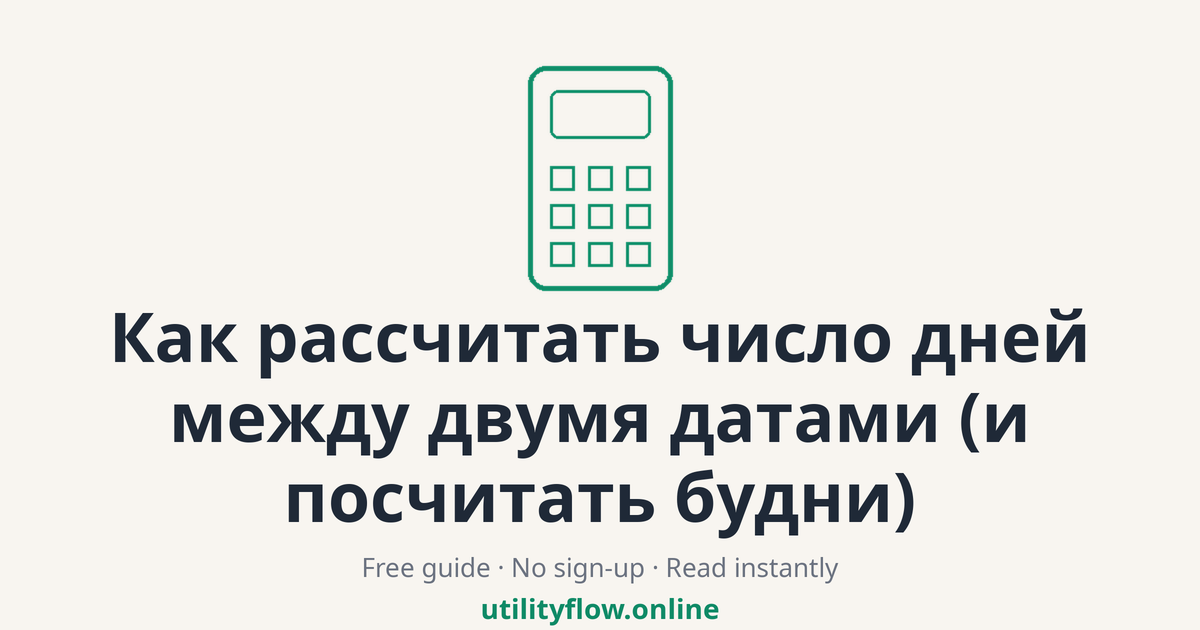 Как рассчитать число дней
между двумя датами (и
посчитать будни)
Free guide · No sign-up · Read instantly
utilityflow.online